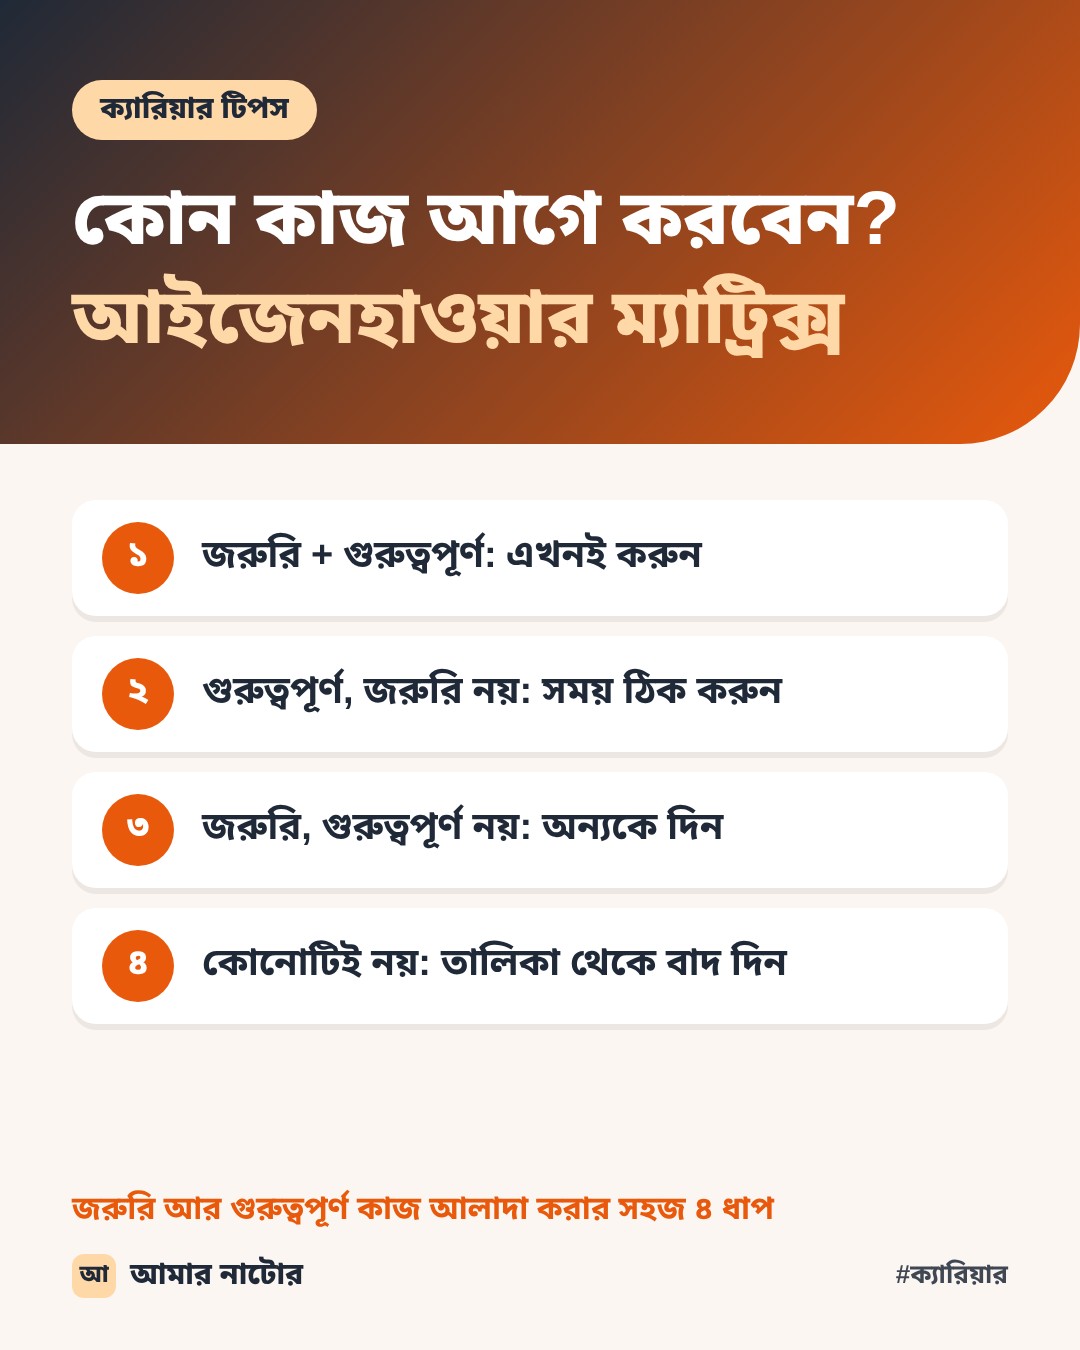 ক্যারিয়ার টিপস
কোন কাজ আগে করবেন?
আইজেনহাওয়ার ম্যাট্রিক্স
১ জরুরি + গুরুত্বপূর্ণ: এখনই করুন
২ গুরুত্বপূর্ণ, জরুরি নয়: সময় ঠিক করুন
৩ জরুরি, গুরুত্বপূর্ণ নয়: অন্যকে দিন
৪ কোনোটিই নয়: তালিকা থেকে বাদ দিন
জরুরি আর গুরুত্বপূর্ণ কাজ আলাদা করার সহজ ৪ ধাপ
আ আমার নাটোর
#ক্যারিয়ার